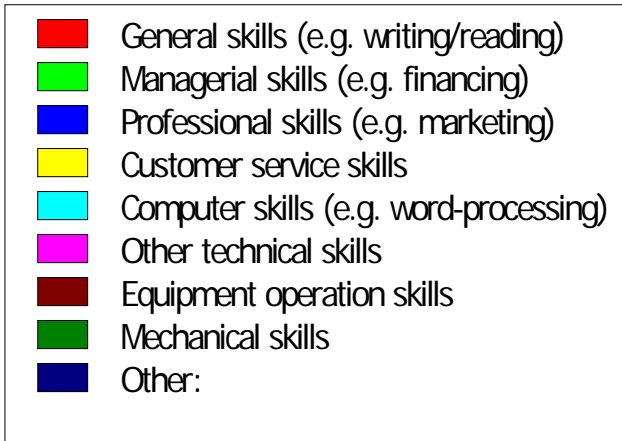 General skills (e.g. writing/reading)
Managerial skills (e.g. financing)
Professional skills (e.g. marketing)
Customer service skills
Computer skills (e.g. word-processing)
Other technical skills
Equipment operation skills
Mechanical skills
Other: